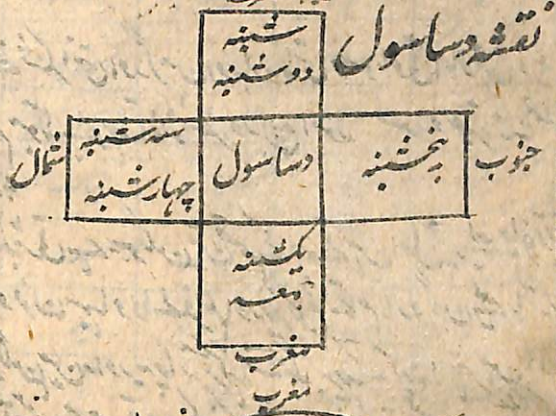 نقشه دساسول
شنبه
دوشنبه
جنوب
پنجشنبه
دساسول
سه شنبه
چهارشنبه
شمال
یکشنبه
جمعه
مغرب
مغرب